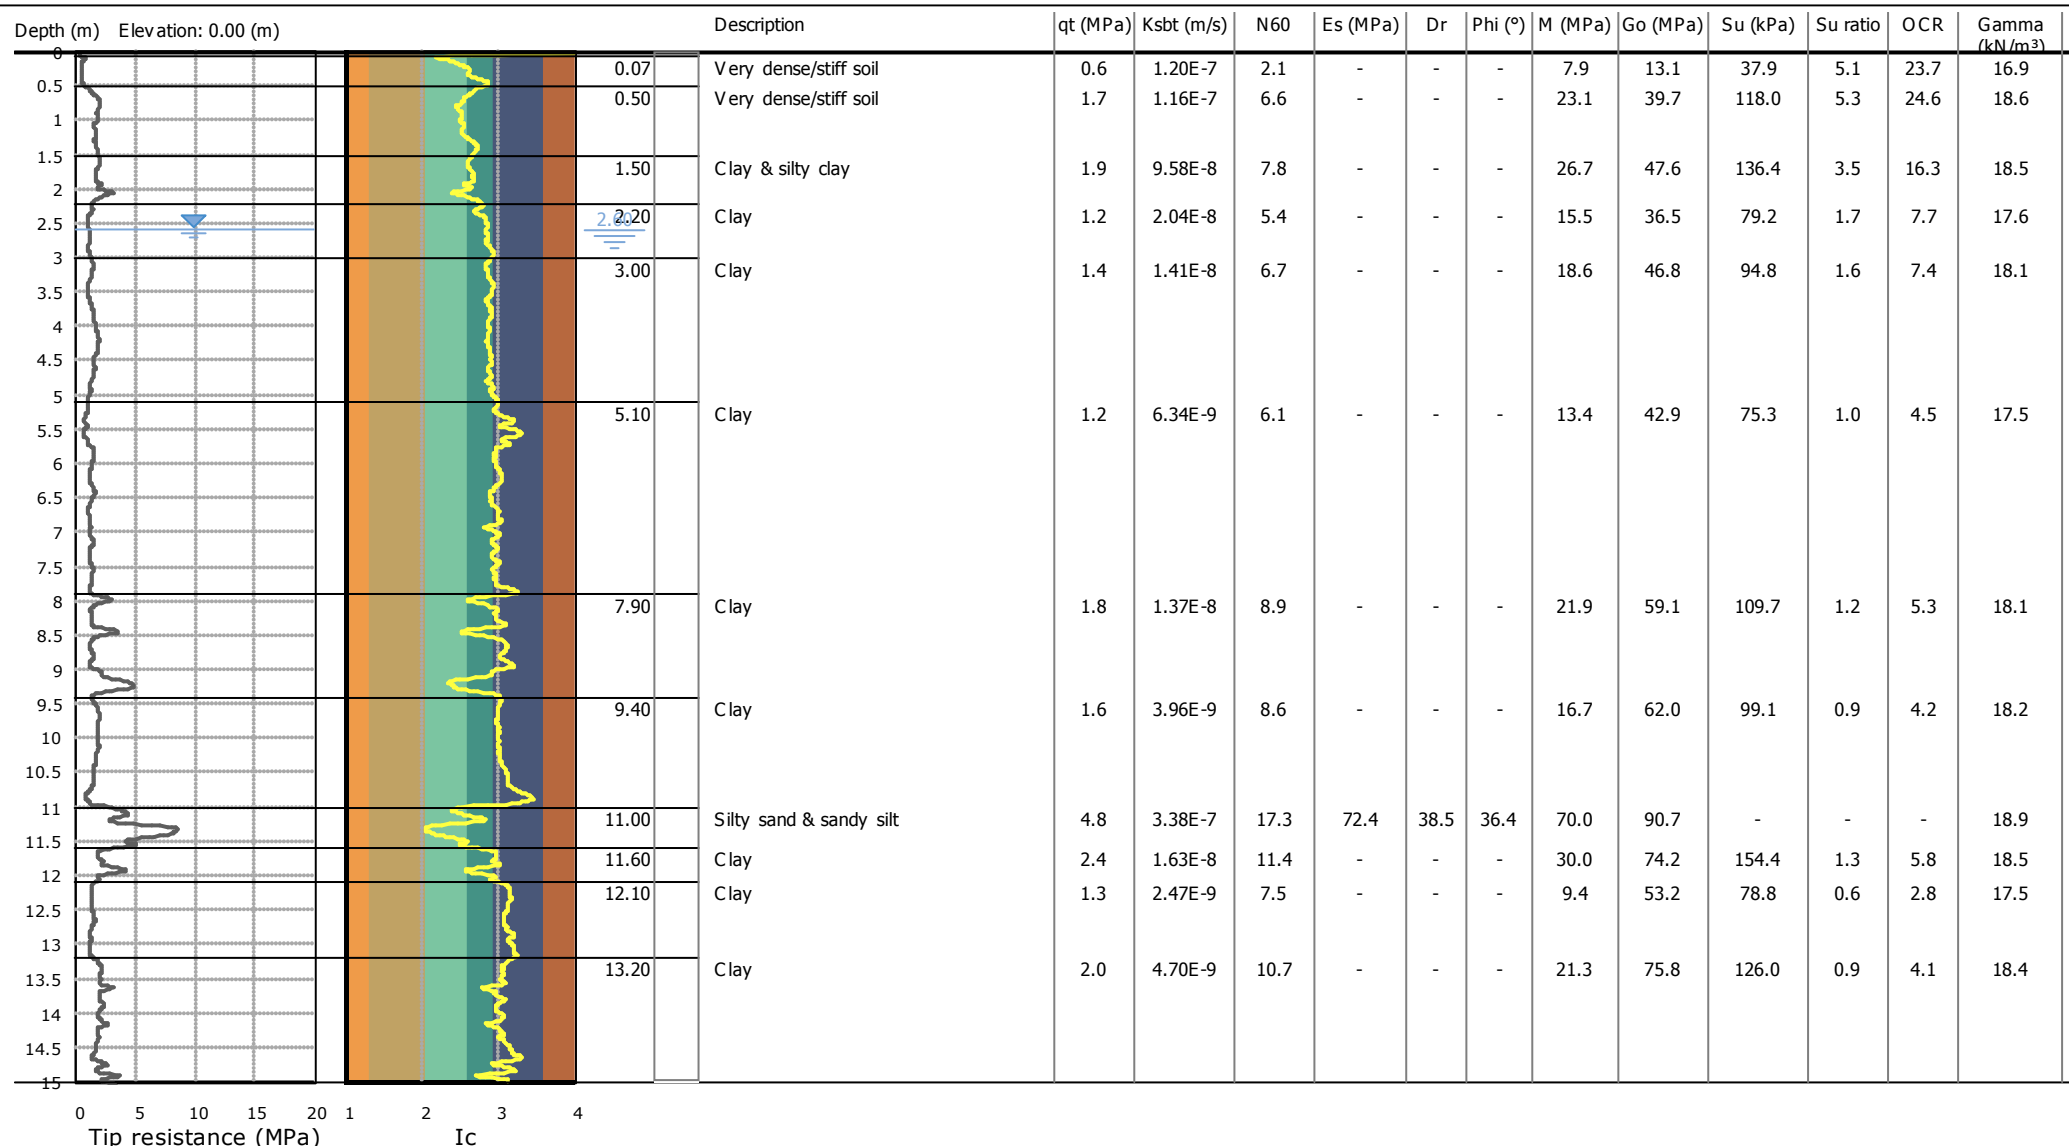 Depth (m) Elevation: 0.00 (m) Description qt (MPa) Ksbt (m/s) N60 Es (MPa) Dr Phi (°) M (MPa) Go (MPa) Su (kPa) Su ratio OCR Gamma
(kN/m³)
0
0.07 Very dense/stiff soil 0.6 1.20E-7 2.1 - - - 7.9 13.1 37.9 5.1 23.7 16.9
0.5
0.50 Very dense/stiff soil 1.7 1.16E-7 6.6 - - - 23.1 39.7 118.0 5.3 24.6 18.6
1
1.5
1.50 Clay & silty clay 1.9 9.58E-8 7.8 - - - 26.7 47.6 136.4 3.5 16.3 18.5
2
2.20 Clay 1.2 2.04E-8 5.4 - - - 15.5 36.5 79.2 1.7 7.7 17.6
2.60
2.5
3
3.00 Clay 1.4 1.41E-8 6.7 - - - 18.6 46.8 94.8 1.6 7.4 18.1
3.5
4
4.5
5
5.10 Clay 1.2 6.34E-9 6.1 - - - 13.4 42.9 75.3 1.0 4.5 17.5
5.5
6
6.5
7
7.5
8
7.90 Clay 1.8 1.37E-8 8.9 - - - 21.9 59.1 109.7 1.2 5.3 18.1
8.5
9
9.5
9.40 Clay 1.6 3.96E-9 8.6 - - - 16.7 62.0 99.1 0.9 4.2 18.2
10
10.5
11
11.00 Silty sand & sandy silt 4.8 3.38E-7 17.3 72.4 38.5 36.4 70.0 90.7 - - - 18.9
11.5
11.60 Clay 2.4 1.63E-8 11.4 - - - 30.0 74.2 154.4 1.3 5.8 18.5
12
12.10 Clay 1.3 2.47E-9 7.5 - - - 9.4 53.2 78.8 0.6 2.8 17.5
12.5
13
13.20 Clay 2.0 4.70E-9 10.7 - - - 21.3 75.8 126.0 0.9 4.1 18.4
13.5
14
14.5
15
0 5 10 15 20 1 2 3 4
Tip resistance (MPa) Ic